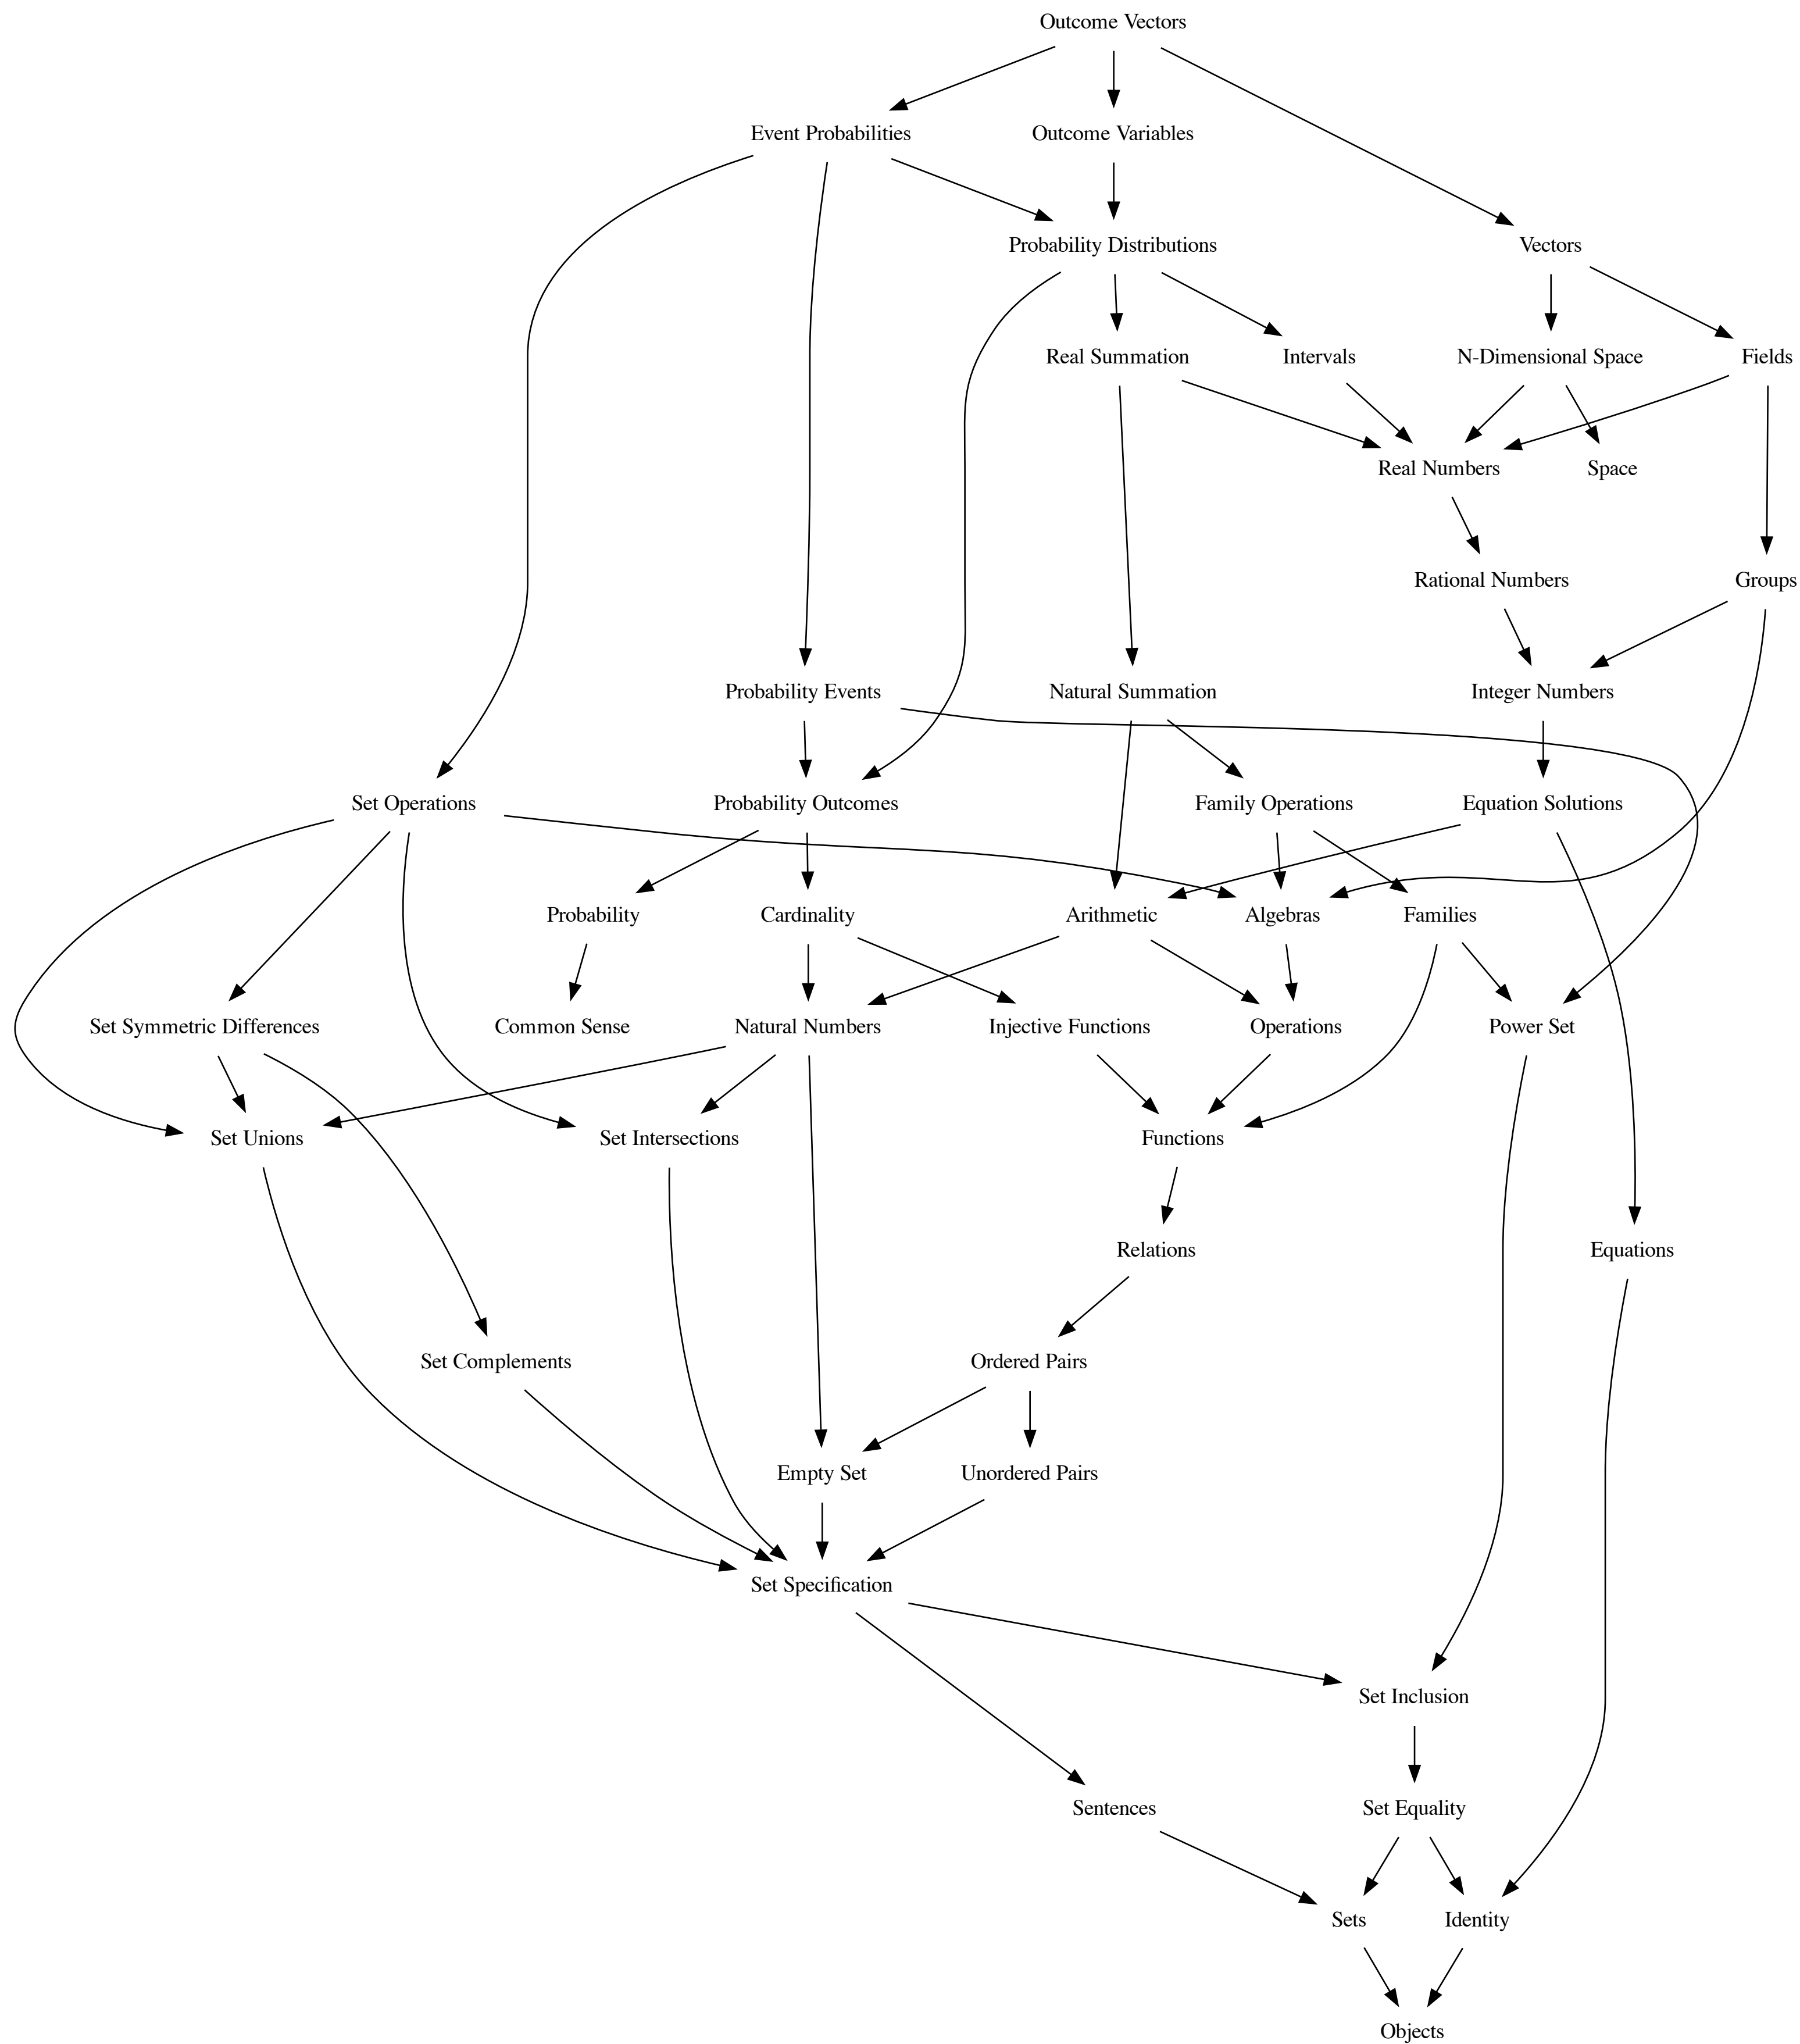 Outcome Vectors
Event Probabilities
Outcome Variables
Probability Distributions
Vectors
Real Summation
Intervals
N-Dimensional Space
Fields
Real Numbers
Space
Rational Numbers
Groups
Probability Events
Natural Summation
Integer Numbers
Set Operations
Probability Outcomes
Family Operations
Equation Solutions
Probability
Cardinality
Arithmetic
Algebras
Families
Set Symmetric Differences
Common Sense
Natural Numbers
Injective Functions
Operations
Power Set
Set Unions
Set Intersections
Functions
Relations
Equations
Set Complements
Ordered Pairs
Empty Set
Unordered Pairs
Set Specification
Set Inclusion
Sentences
Set Equality
Sets
Identity
Objects